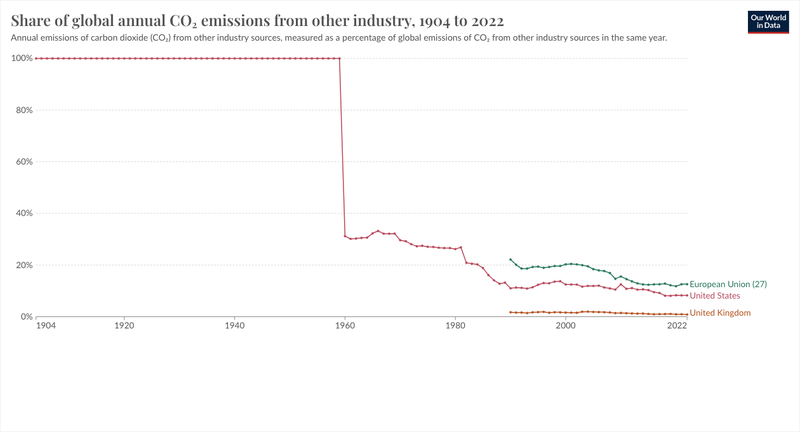 Share of global annual CO₂ emissions from other industry, 1904 to 2022
Our World
in Data
Annual emissions of carbon dioxide (CO₂) from other industry sources, measured as a percentage of global emissions of CO₂ from other industry sources in the same year.
100%
80%
60%
40%
20%
0%
European Union (27)
United States
United Kingdom
1904
1920
1940
1960
1980
2000
2022